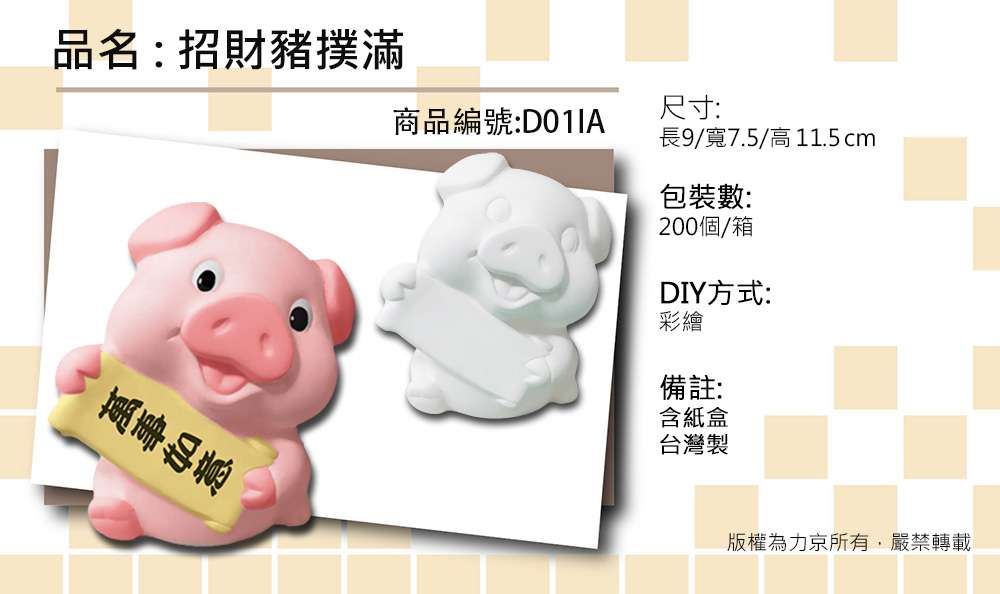 品名 : 招財豬撲滿
商品編號:D01IA
尺寸:
長9/寬7.5/高 11.5 cm
包裝數:
200個/箱
DIY方式:
彩繪
備註:
含紙盒
台灣製
萬事如意
版權為力京所有，嚴禁轉載